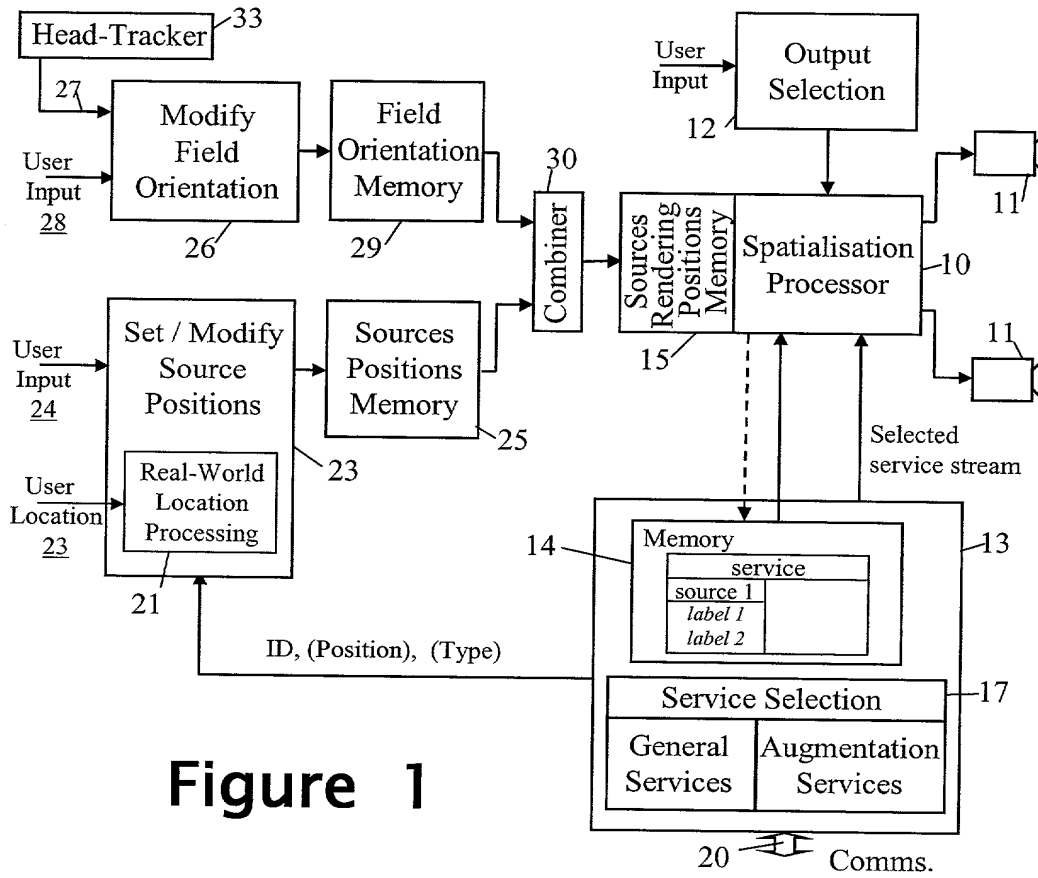 33
Head-Tracker
27
User
Input
28
Modify
Field
Orientation
26
Field
Orientation
Memory
29
30
Combiner
User
Input
Output
Selection
12
11
Sources
Rendering
Positions
Memory
15
Spatialisation
Processor
10
11
User
Input
24
Set / Modify
Source
Positions
23
Sources
Positions
Memory
25
User
Location
23
Real-World
Location
Processing
21
ID, (Position), (Type)
Selected
service stream
13
14
Memory
service
source 1
label 1
label 2
17
Service Selection
General
Services
Augmentation
Services
20
Comms.
Figure 1